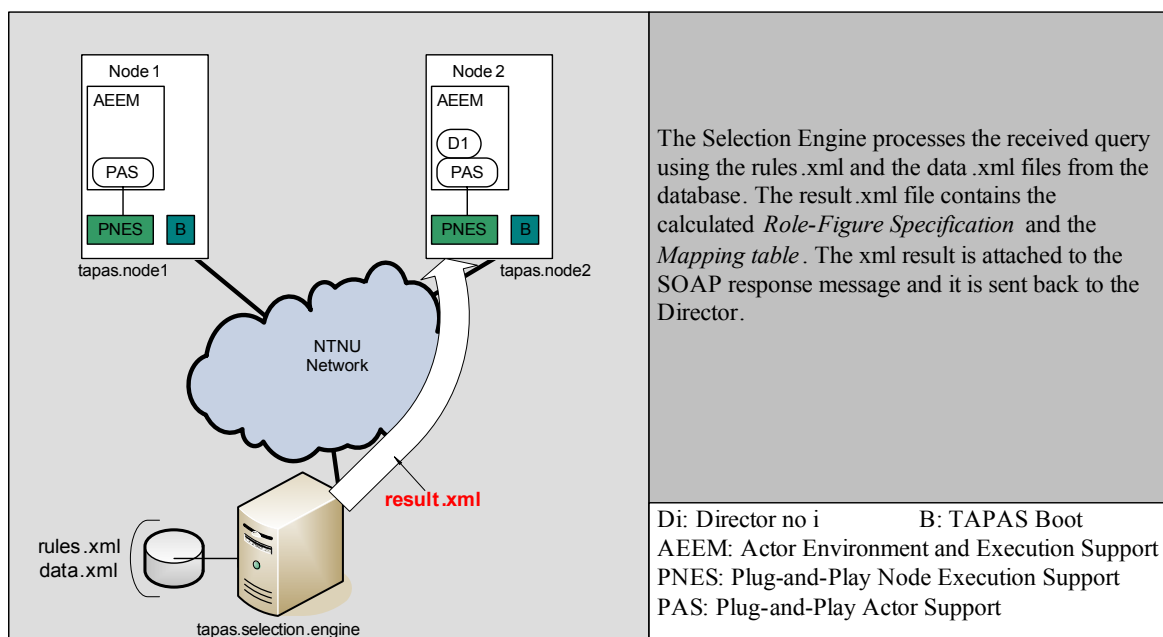 Node 1
AEEM
PAS
PNES
B
tapas.node1
Node 2
AEEM
D1
PAS
PNES
B
tapas.node2
NTNU
Network
result.xml
rules.xml
data.xml
tapas.selection.engine
The Selection Engine processes the received query
using the rules.xml and the data .xml files from the
database. The result.xml file contains the
calculated Role-Figure Specification and the
Mapping table. The xml result is attached to the
SOAP response message and it is sent back to the
Director.
Di: Director no i B: TAPAS Boot
AEEM: Actor Environment and Execution Support
PNES: Plug-and-Play Node Execution Support
PAS: Plug-and-Play Actor Support